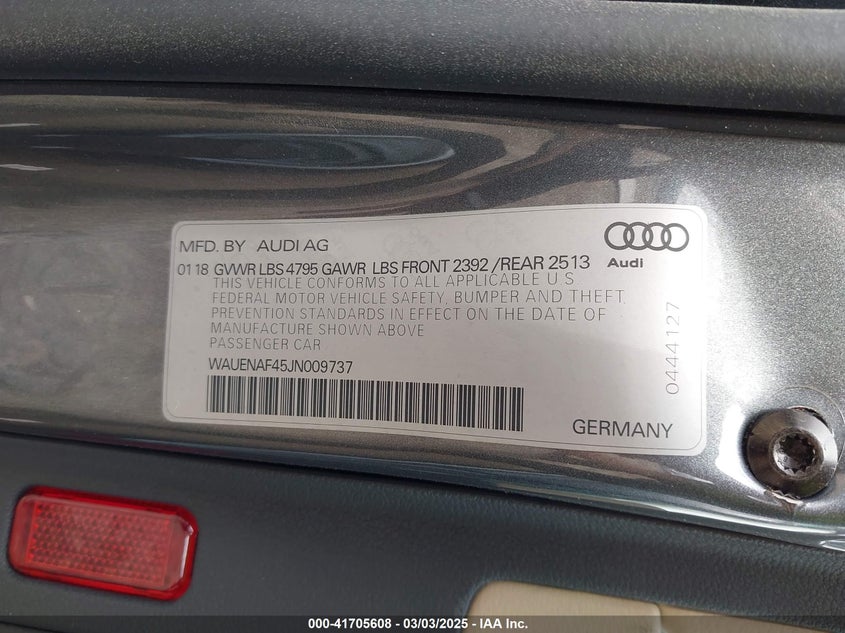 MFD. BY AUDI AG
Audi
01 18 GVWR LBS 4795 GAWR LBS FRONT 2392 /REAR 2513
THIS VEHICLE CONFORMS TO ALL APPLICABLE U S
FEDERAL MOTOR VEHICLE SAFETY, BUMPER AND THEFT
PREVENTION STANDARDS IN EFFECT ON THE DATE OF
MANUFACTURE SHOWN ABOVE
PASSENGER CAR
WAUENAF45JN009737
0444127
GERMANY
000-41705608 - 03/03/2025 - IAA Inc.